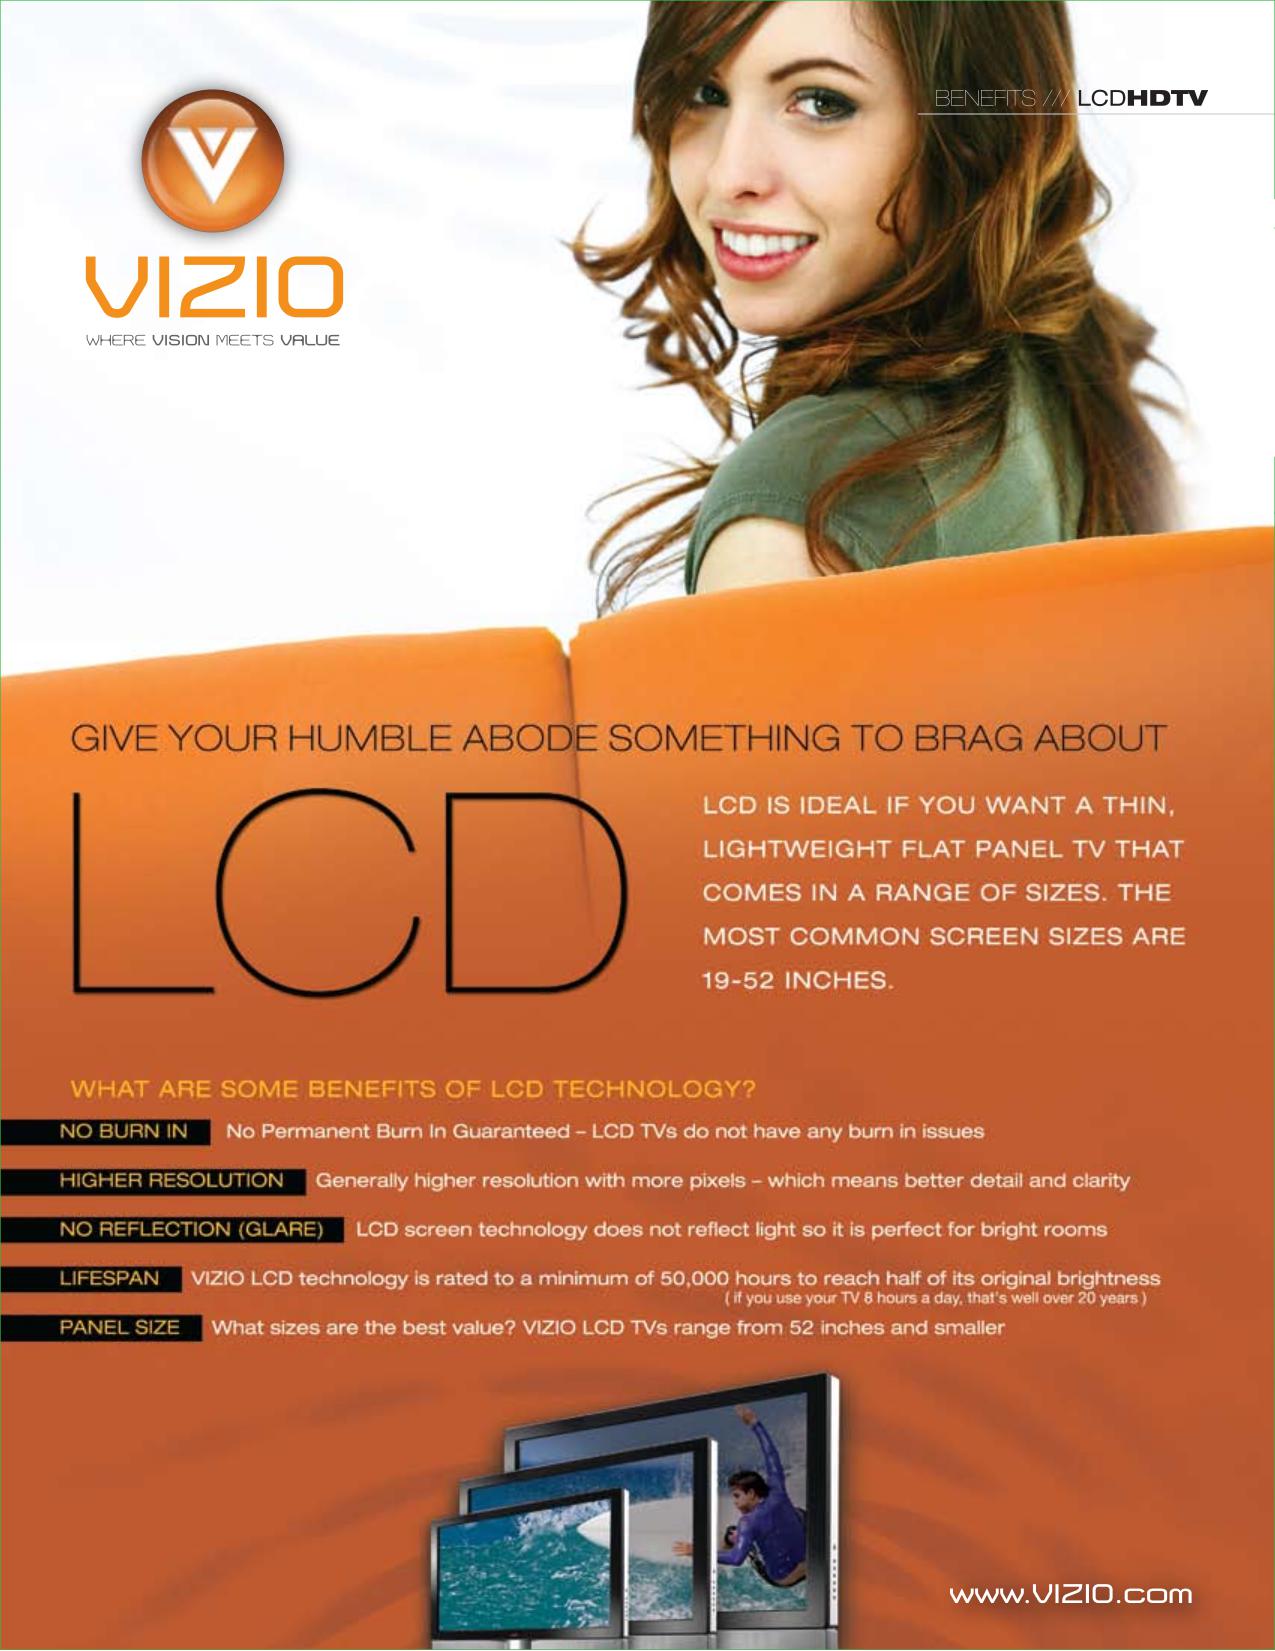 BENEFITS /// LCDHDTV
VIZIO
WHERE VISION MEETS VALUE
GIVE YOUR HUMBLE ABODE SOMETHING TO BRAG ABOUT
LCD
LCD IS IDEAL IF YOU WANT A THIN,
LIGHTWEIGHT FLAT PANEL TV THAT
COMES IN A RANGE OF SIZES. THE
MOST COMMON SCREEN SIZES ARE
19-52 INCHES.
WHAT ARE SOME BENEFITS OF LCD TECHNOLOGY?
NO BURN IN No Permanent Burn In Guaranteed – LCD TVs do not have any burn in issues
HIGHER RESOLUTION Generally higher resolution with more pixels – which means better detail and clarity
NO REFLECTION (GLARE) LCD screen technology does not reflect light so it is perfect for bright rooms
LIFESPAN VIZIO LCD technology is rated to a minimum of 50,000 hours to reach half of its original brightness
( if you use your TV 8 hours a day, that's well over 20 years )
PANEL SIZE What sizes are the best value? VIZIO LCD TVs range from 52 inches and smaller
www.VIZIO.com